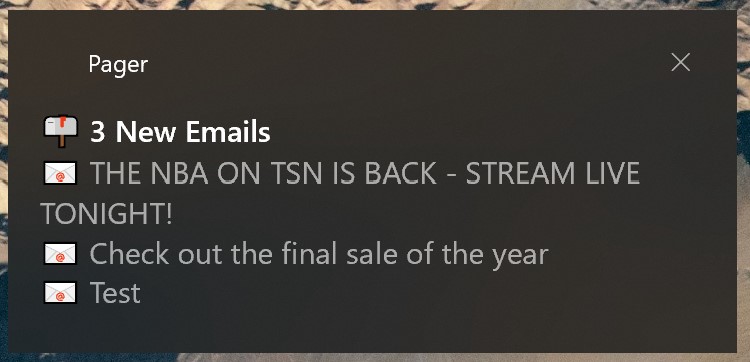 Pager
3 New Emails
THE NBA ON TSN IS BACK - STREAM LIVE
TONIGHT!
Check out the final sale of the year
Test